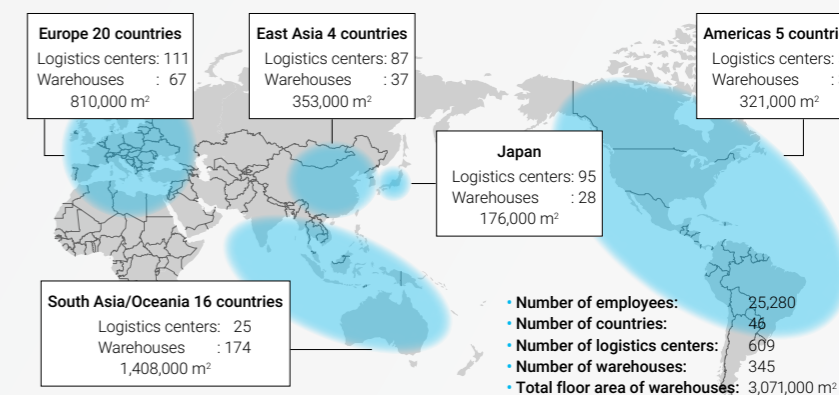 Europe 20 countries
Logistics centers: 111
Warehouses : 67
810,000 m²
East Asia 4 countries
Logistics centers: 87
Warehouses : 37
353,000 m²
Americas 5
Logistics centers:
Warehouses :
321,000 m²
Japan
Logistics centers: 95
Warehouses : 28
176,000 m²
South Asia/Oceania 16 countries
Logistics centers: 25
Warehouses : 174
1,408,000 m²
• Number of employees: 25,280
• Number of countries: 46
• Number of logistics centers: 609
• Number of warehouses: 345
• Total floor area of warehouses: 3,071,000 m²